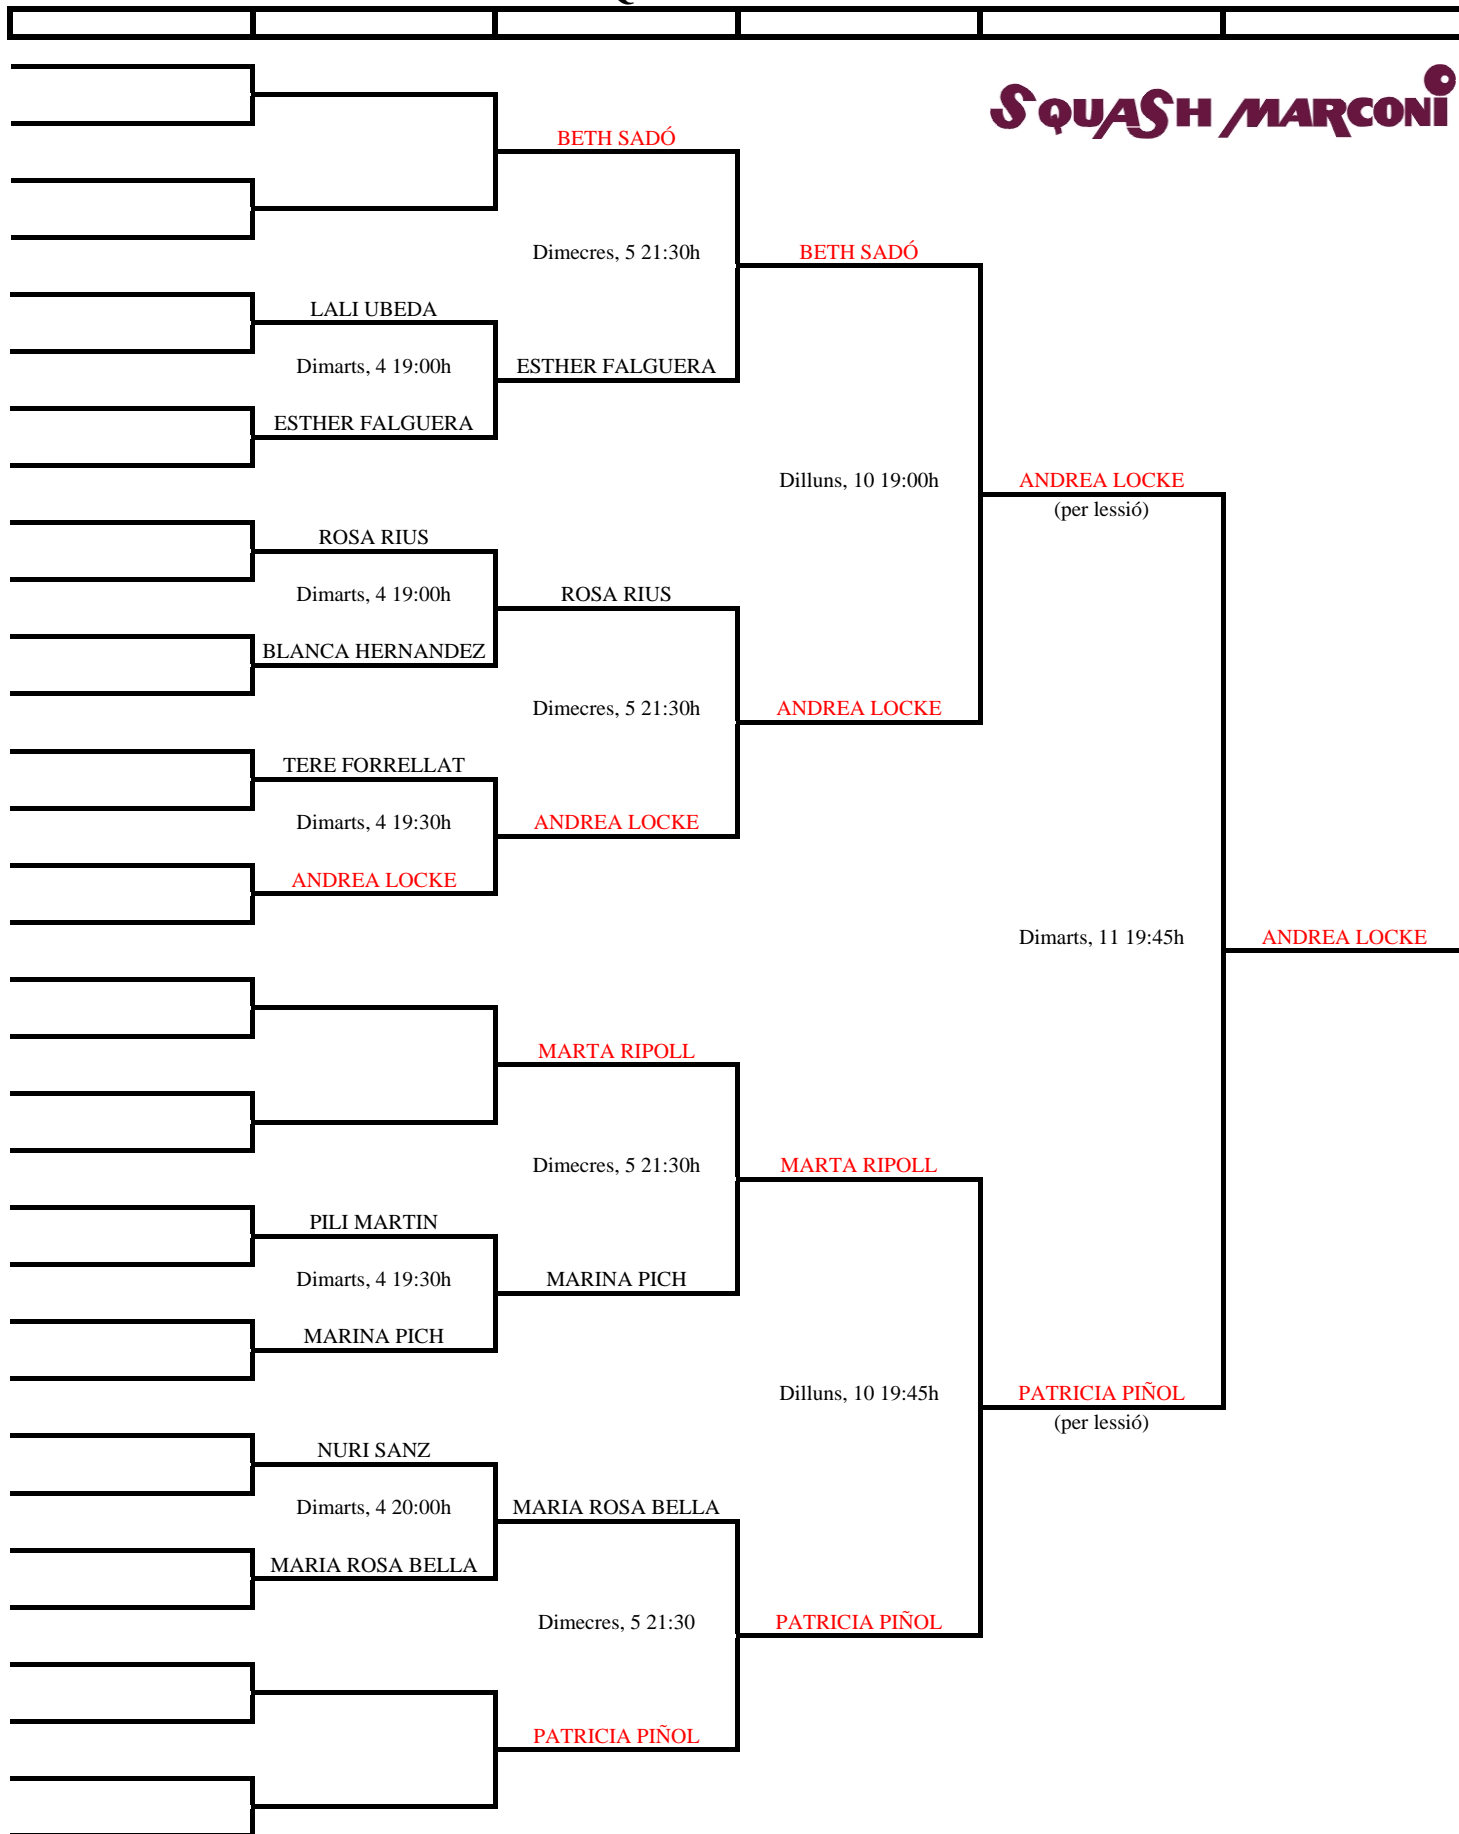 SQUASH MARCONI
BETH SADÓ
Dimecres, 5 21:30h
BETH SADÓ
LALI UBEDA
Dimarts, 4 19:00h
ESTHER FALGUERA
ESTHER FALGUERA
Dilluns, 10 19:00h
ANDREA LOCKE
(per lessió)
ROSA RIUS
Dimarts, 4 19:00h
ROSA RIUS
BLANCA HERNANDEZ
Dimecres, 5 21:30h
ANDREA LOCKE
TERE FORRELLAT
Dimarts, 4 19:30h
ANDREA LOCKE
ANDREA LOCKE
Dimarts, 11 19:45h
ANDREA LOCKE
MARTA RIPOLL
Dimecres, 5 21:30h
MARTA RIPOLL
PILI MARTIN
Dimarts, 4 19:30h
MARINA PICH
MARINA PICH
Dilluns, 10 19:45h
PATRICIA PIÑOL
(per lessió)
NURI SANZ
Dimarts, 4 20:00h
MARIA ROSA BELLA
MARIA ROSA BELLA
Dimecres, 5 21:30
PATRICIA PIÑOL
PATRICIA PIÑOL